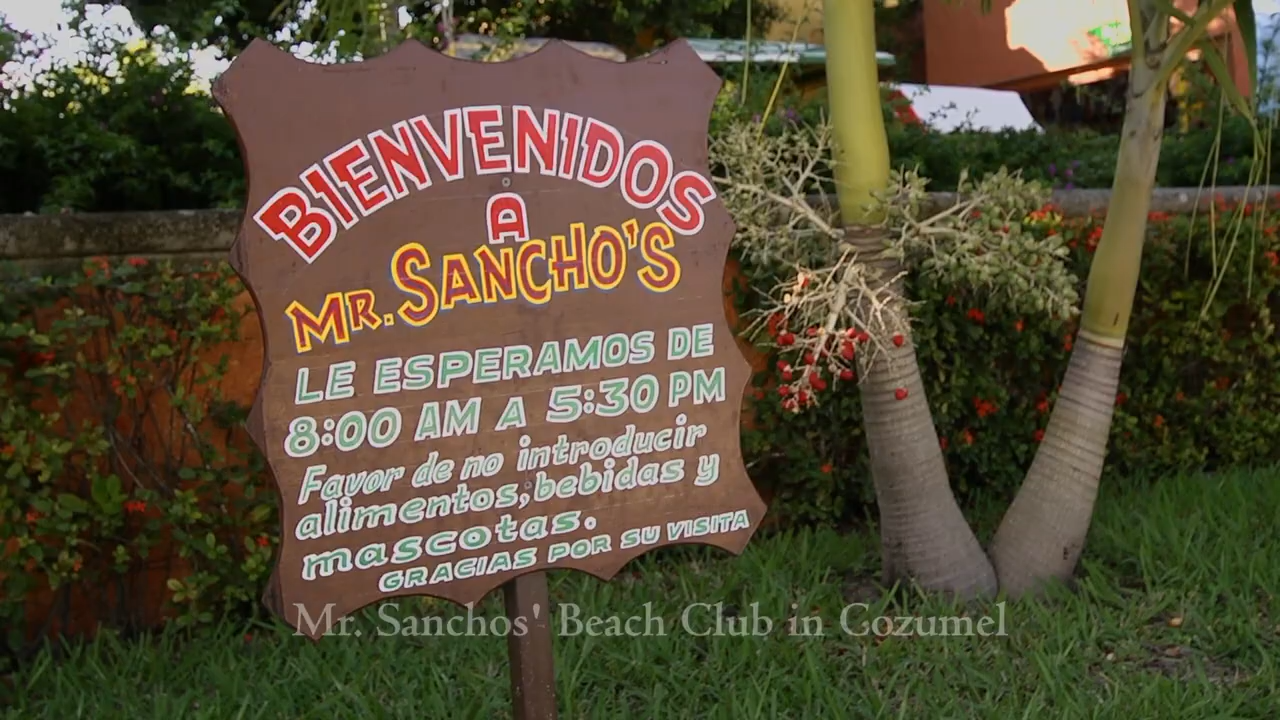 BIENVENIDOS
A
MR. SANCHO'S
LE ESPERAMOS DE
8:00 AM A 5:30 PM
Favor de no introducir
alimentos, bebidas y
mascotas.
GRACIAS POR SU VISITA
Mr. Sanchos' Beach Club in Cozumel